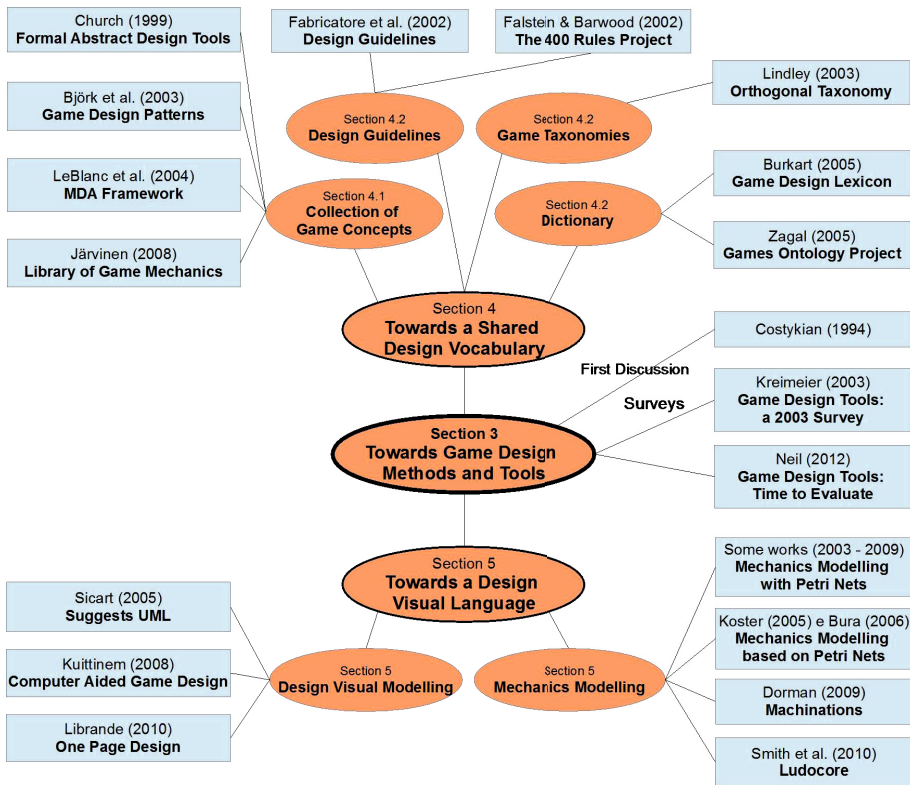 Church (1999)
Formal Abstract Design Tools
Fabricatore et al. (2002)
Design Guidelines
Falstein & Barwood (2002)
The 400 Rules Project
Lindley (2003)
Orthogonal Taxonomy
Björk et al. (2003)
Game Design Patterns
Section 4.2
Design Guidelines
Section 4.2
Game Taxonomies
LeBlanc et al. (2004)
MDA Framework
Section 4.1
Collection of
Game Concepts
Section 4.2
Dictionary
Burkart (2005)
Game Design Lexicon
Järvinen (2008)
Library of Game Mechanics
Zagal (2005)
Games Ontology Project
Section 4
Towards a Shared
Design Vocabulary
Costykian (1994)
First Discussion
Surveys
Kreimeier (2003)
Game Design Tools:
a 2003 Survey
Section 3
Towards Game Design
Methods and Tools
Neil (2012)
Game Design Tools:
Time to Evaluate
Section 5
Towards a Design
Visual Language
Some works (2003 - 2009)
Mechanics Modelling
with Petri Nets
Sicart (2005)
Suggests UML
Koster (2005) e Bura (2006)
Mechanics Modelling
based on Petri Nets
Kuittinem (2008)
Computer Aided Game Design
Section 5
Design Visual Modelling
Section 5
Mechanics Modelling
Dorman (2009)
Machinations
Librande (2010)
One Page Design
Smith et al. (2010)
Ludocore